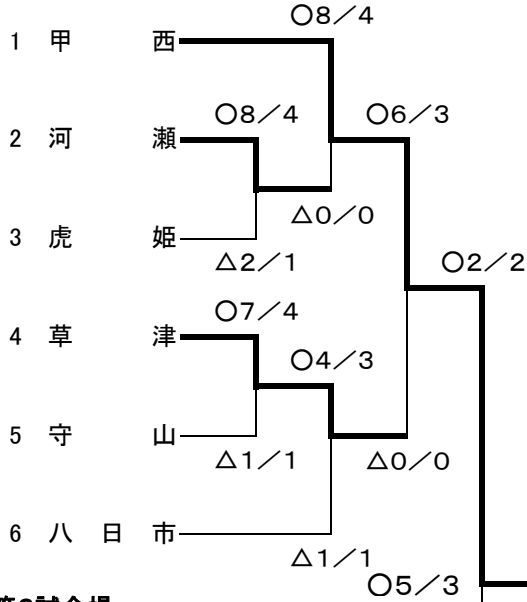 ○8／4
1 甲 西
○8／4 ○6／3
2 河 瀬
△0／0
3 虎 姫
△2／1 ○2／2
○7／4
4 草 津
○4／3
5 守 山
△1／1 △0／0
6 八 日 市
△1／1
○5／3